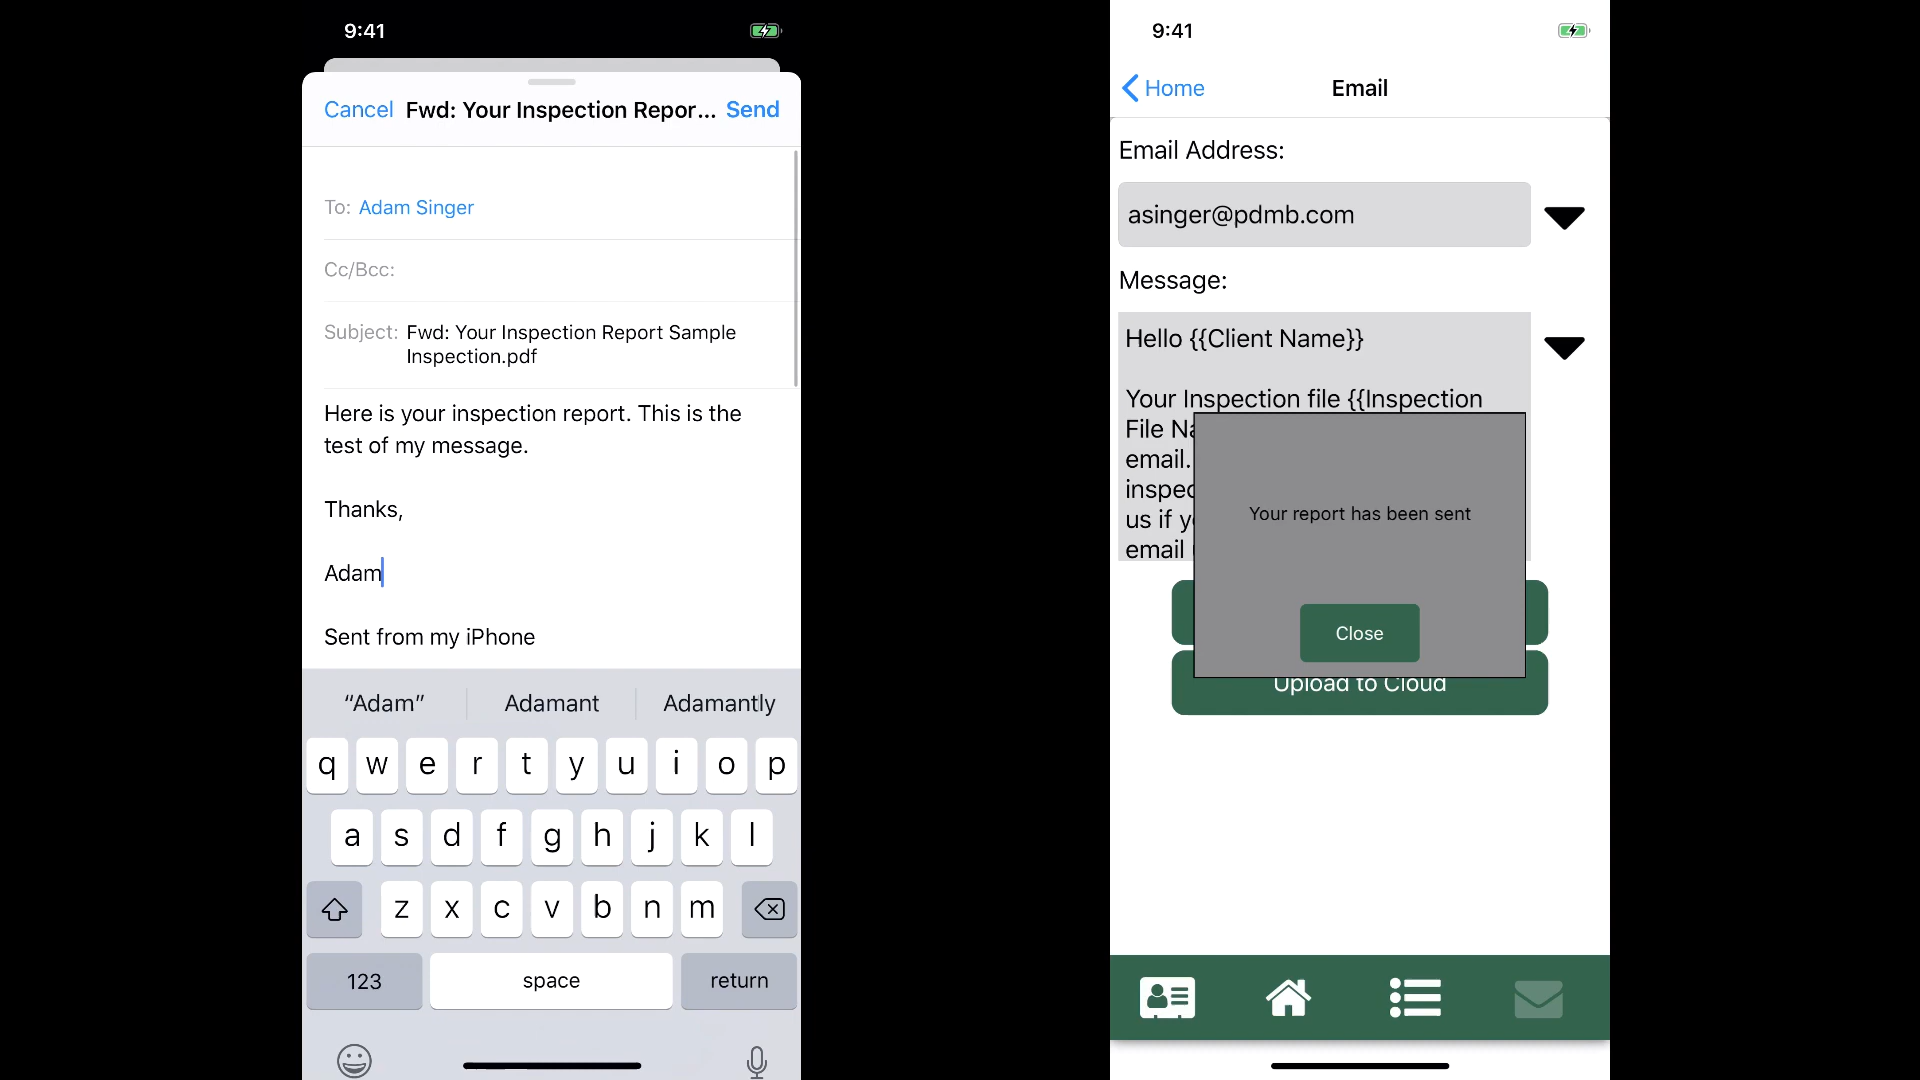 9:41
Cancel Fwd: Your Inspection Repor... Send
To: Adam Singer
Cc/Bcc:
Subject: Fwd: Your Inspection Report Sample
Inspection.pdf
Here is your inspection report. This is the
test of my message.
Thanks,
Adam
Sent from my iPhone
“Adam” Adamant Adamantly
q w e r t y u i o p
a s d f g h j k l
z x c v b n m
123 space return
9:41
Home Email
Email Address:
asinger@pdmb.com
Message:
Hello {{Client Name}}
Your Inspection file {{Inspection
File
email.
us if
email
Your report has been sent
Close
Upload to Cloud